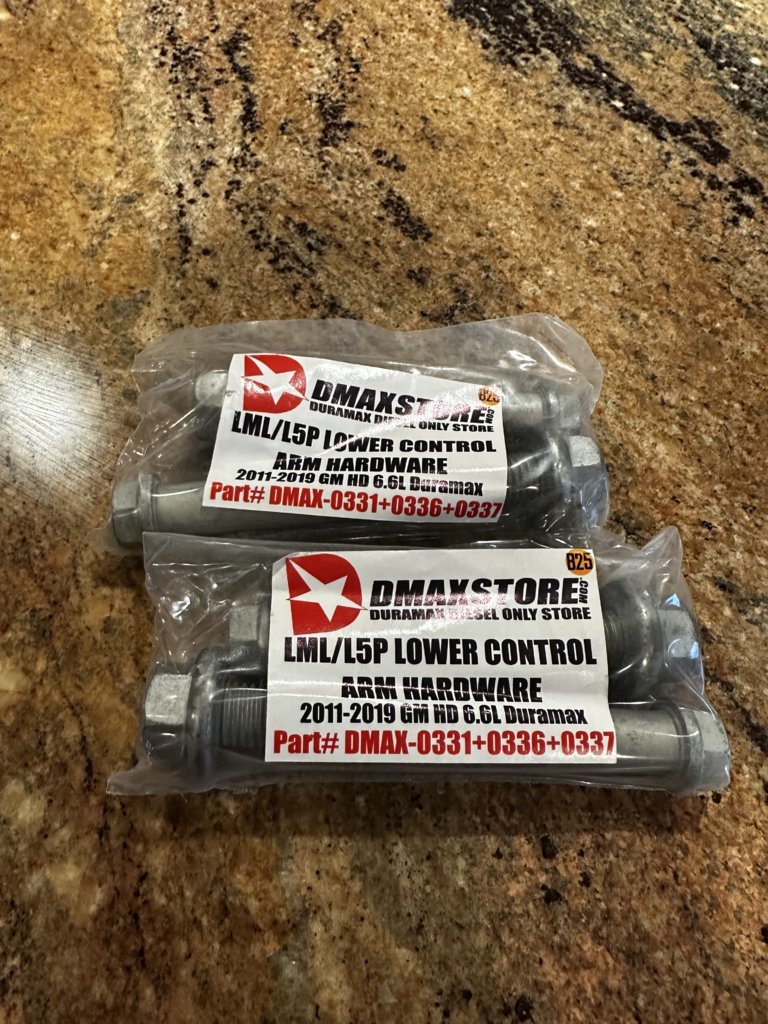 825
DMAXSTORE.COM
DURAMAX DIESEL ONLY STORE
LML/L5P LOWER CONTROL
ARM HARDWARE
2011-2019 GM HD 6.6L Duramax
Part# DMAX-0331+0336+0337
825
DMAXSTORE.COM
DURAMAX DIESEL ONLY STORE
LML/L5P LOWER CONTROL
ARM HARDWARE
2011-2019 GM HD 6.6L Duramax
Part# DMAX-0331+0336+0337